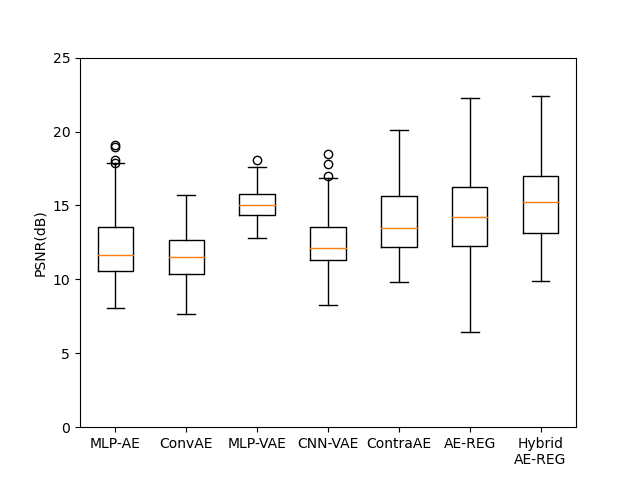 25
20
15
10
5
0
PSNR(dB)
MLP-AE
ConvAE
MLP-VAE
CNN-VAE
ContraAE
AE-REG
Hybrid
AE-REG